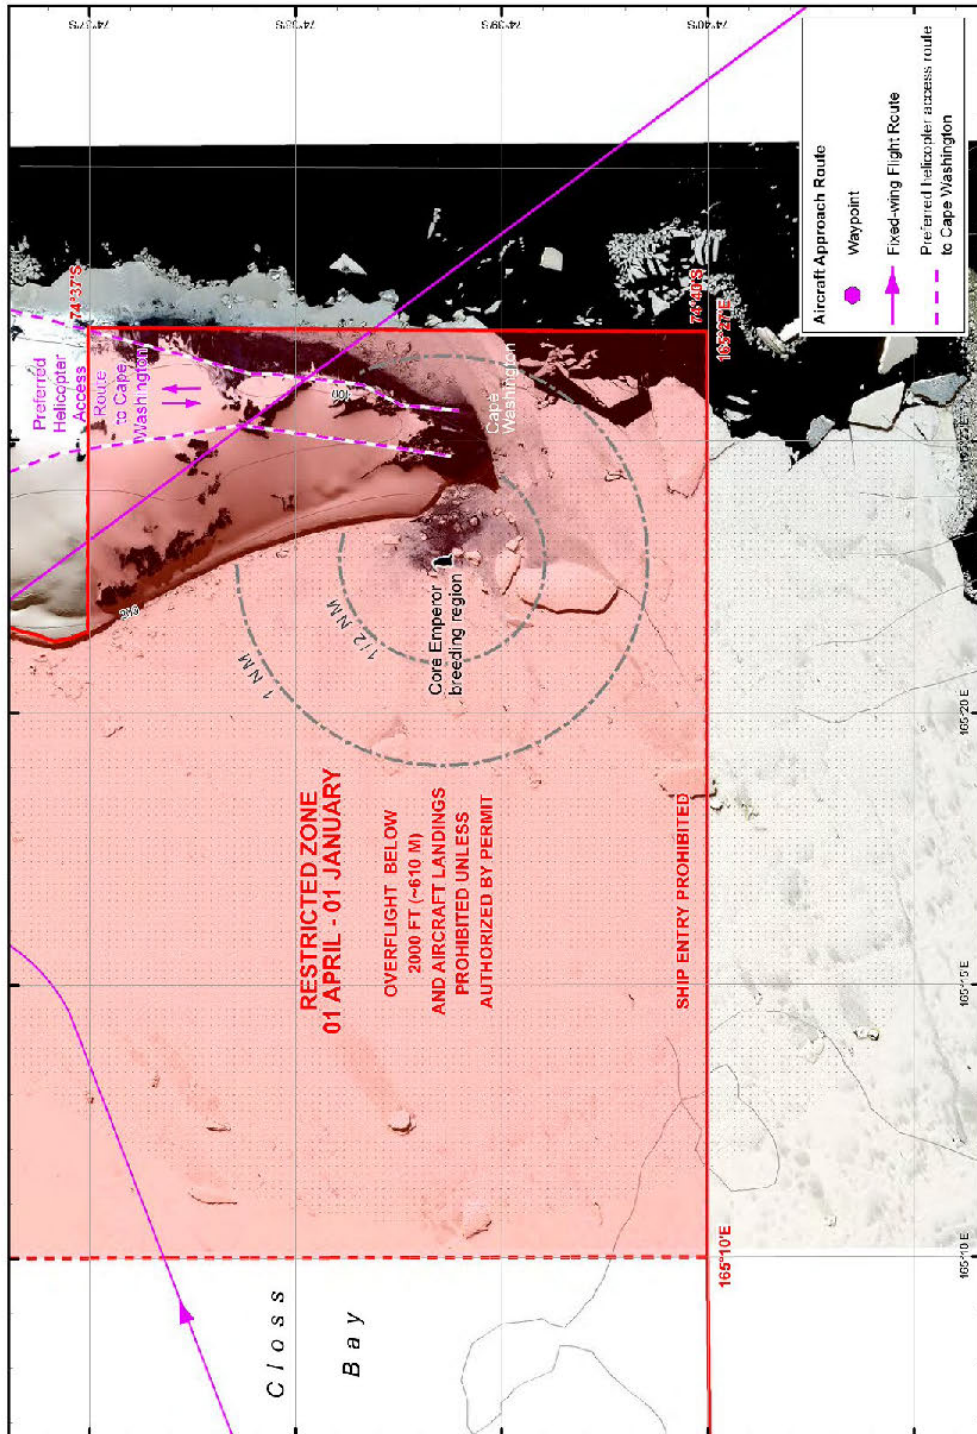 74°37'S
74°38'S
74°39'S
74°40'S
Preferred
Helicopter
Access
Route
to Cape
Washington
74°37'S
74°40'S
165°27'E
Cape
Washington
Core Emperor
breeding region
1/2 NM
1 NM
RESTRICTED ZONE
01 APRIL - 01 JANUARY
OVERFLIGHT BELOW
2000 FT (~610 M)
AND AIRCRAFT LANDINGS
PROHIBITED UNLESS
AUTHORIZED BY PERMIT
SHIP ENTRY PROHIBITED
165°10'E
Closs
Bay
165°25'E
165°20'E
165°15'E
165°10'E
Aircraft Approach Route
Waypoint
Fixed-wing Flight Route
Preferred helicopter access route
to Cape Washington